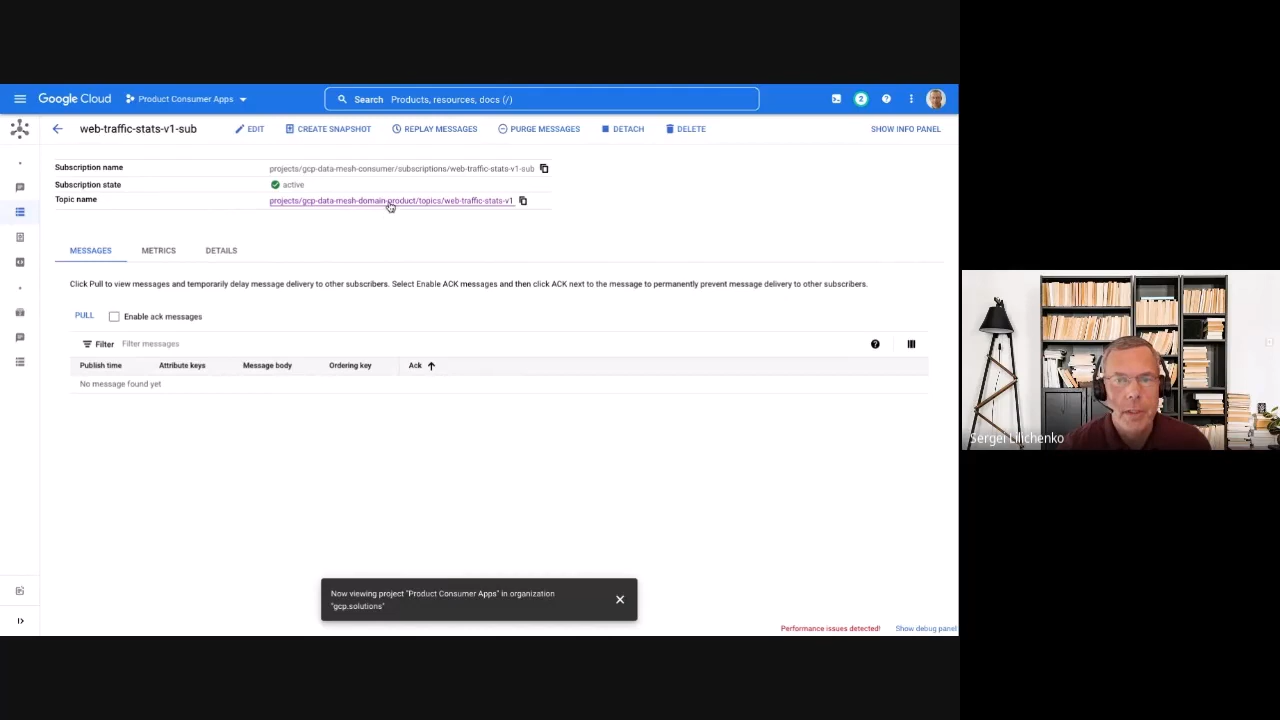 Google Cloud
Product Consumer Apps
Search Products, resources, docs (/)
2
web-traffic-stats-v1-sub
EDIT
CREATE SNAPSHOT
REPLAY MESSAGES
PURGE MESSAGES
DETACH
DELETE
SHOW INFO PANEL
Subscription name projects/gcp-data-mesh-consumer/subscriptions/web-traffic-stats-v1-sub
Subscription state active
Topic name projects/gcp-data-mesh-domain-product/topics/web-traffic-stats-v1
MESSAGES METRICS DETAILS
Click Pull to view messages and temporarily delay message delivery to other subscribers. Select Enable ACK messages and then click ACK next to the message to permanently prevent message delivery to other subscribers.
PULL Enable ack messages
Filter Filter messages
Publish time Attribute keys Message body Ordering key Ack
No message found yet
Sergei Lilichenko
Now viewing project "Product Consumer Apps" in organization
"gcp.solutions"
Performance issues detected! Show debug panel